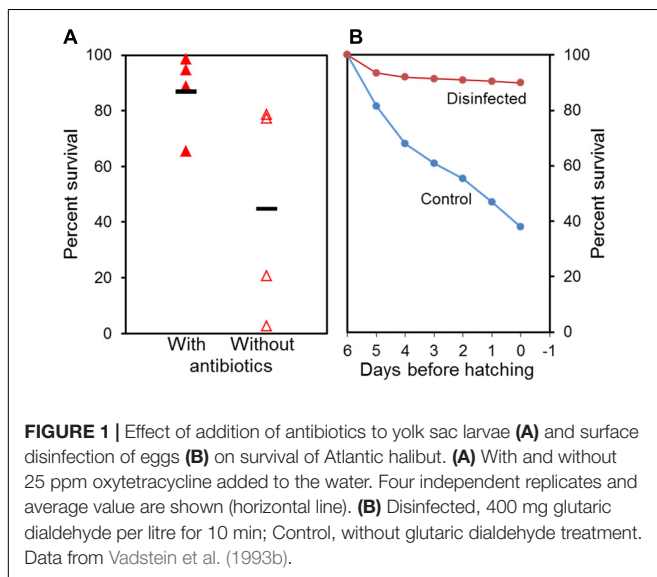 A
100
80
60
40
20
0
Percent survival
With Without
antibiotics
B
100
80
60
40
20
0
Percent survival
Disinfected
Control
6 5 4 3 2 1 0 -1
Days before hatching
FIGURE 1 | Effect of addition of antibiotics to yolk sac larvae (A) and surface
disinfection of eggs (B) on survival of Atlantic halibut. (A) With and without
25 ppm oxytetracycline added to the water. Four independent replicates and
average value are shown (horizontal line). (B) Disinfected, 400 mg glutaric
dialdehyde per litre for 10 min; Control, without glutaric dialdehyde treatment.
Data from Vadstein et al. (1993b).